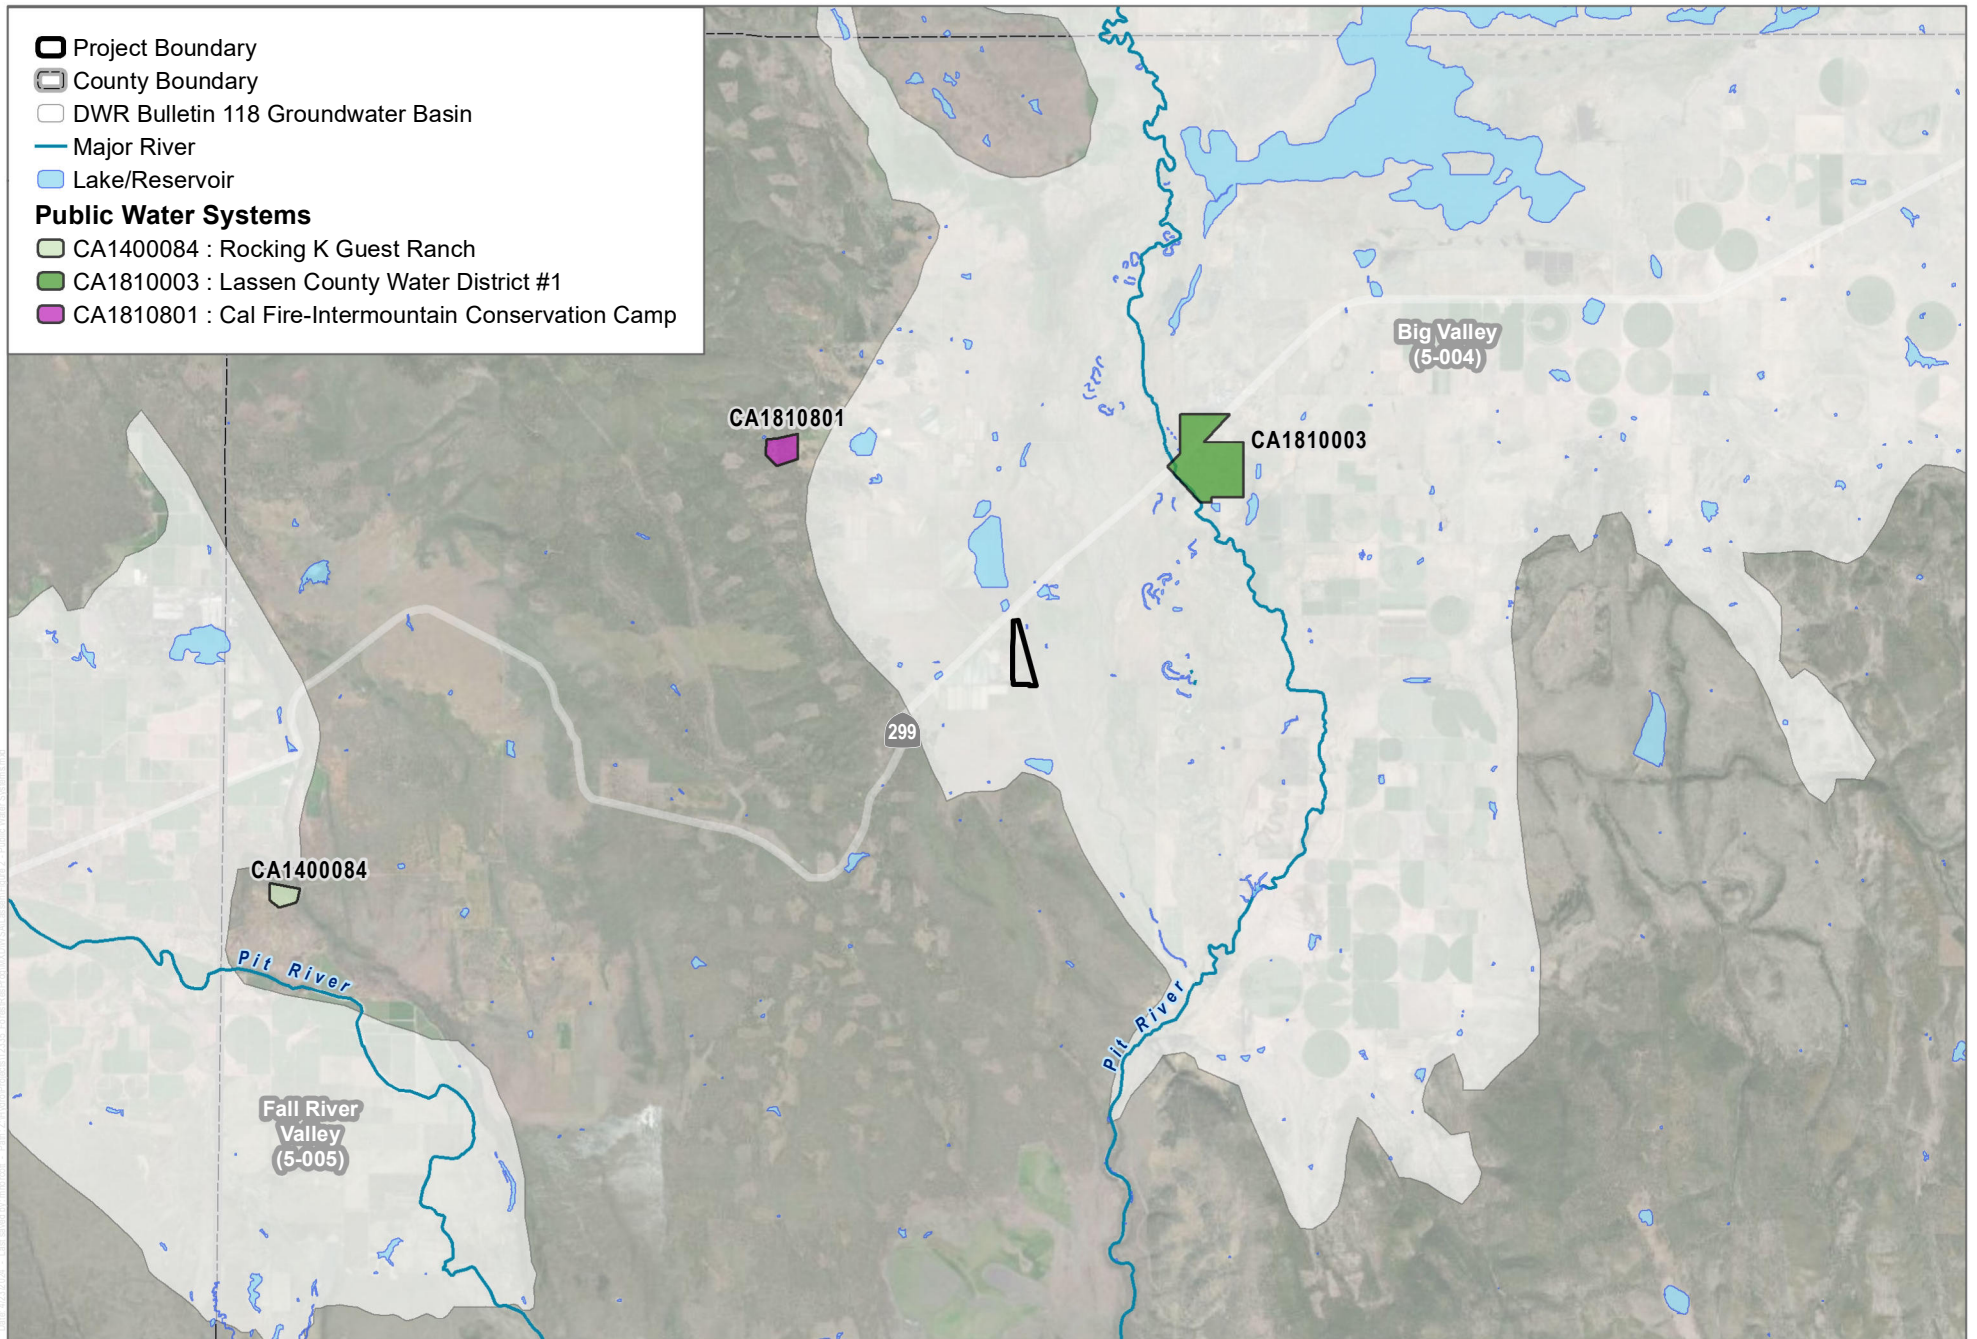 Project Boundary
County Boundary
DWR Bulletin 118 Groundwater Basin
Major River
Lake/Reservoir
Public Water Systems
CA1400084 : Rocking K Guest Ranch
CA1810003 : Lassen County Water District #1
CA1810801 : Cal Fire-Intermountain Conservation Camp
Big Valley
(5-004)
CA1810801
CA1810003
299
CA1400084
Pit River
Pit River
Fall River
Valley
(5-005)